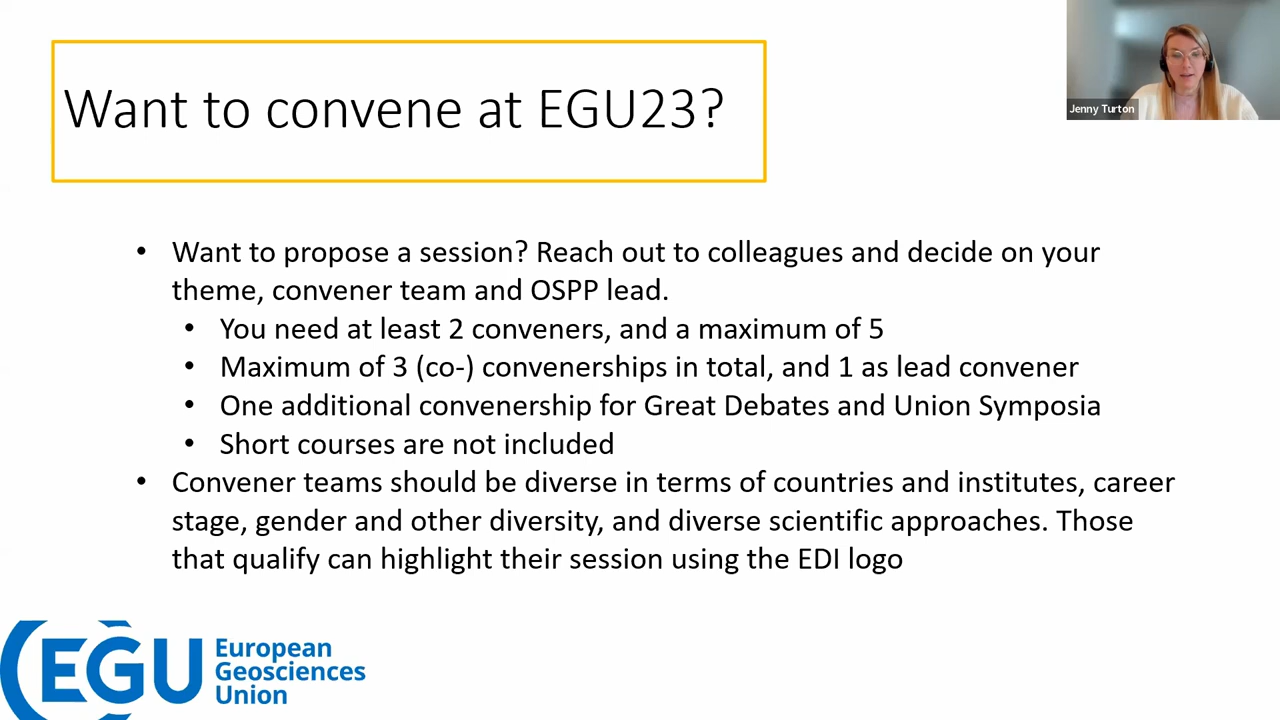 Want to convene at EGU23?
Jenny Turton
• Want to propose a session? Reach out to colleagues and decide on your
theme, convener team and OSPP lead.
• You need at least 2 conveners, and a maximum of 5
• Maximum of 3 (co-) convenerships in total, and 1 as lead convener
• One additional convenership for Great Debates and Union Symposia
• Short courses are not included
• Convener teams should be diverse in terms of countries and institutes, career
stage, gender and other diversity, and diverse scientific approaches. Those
that qualify can highlight their session using the EDI logo
EGU
European
Geosciences
Union